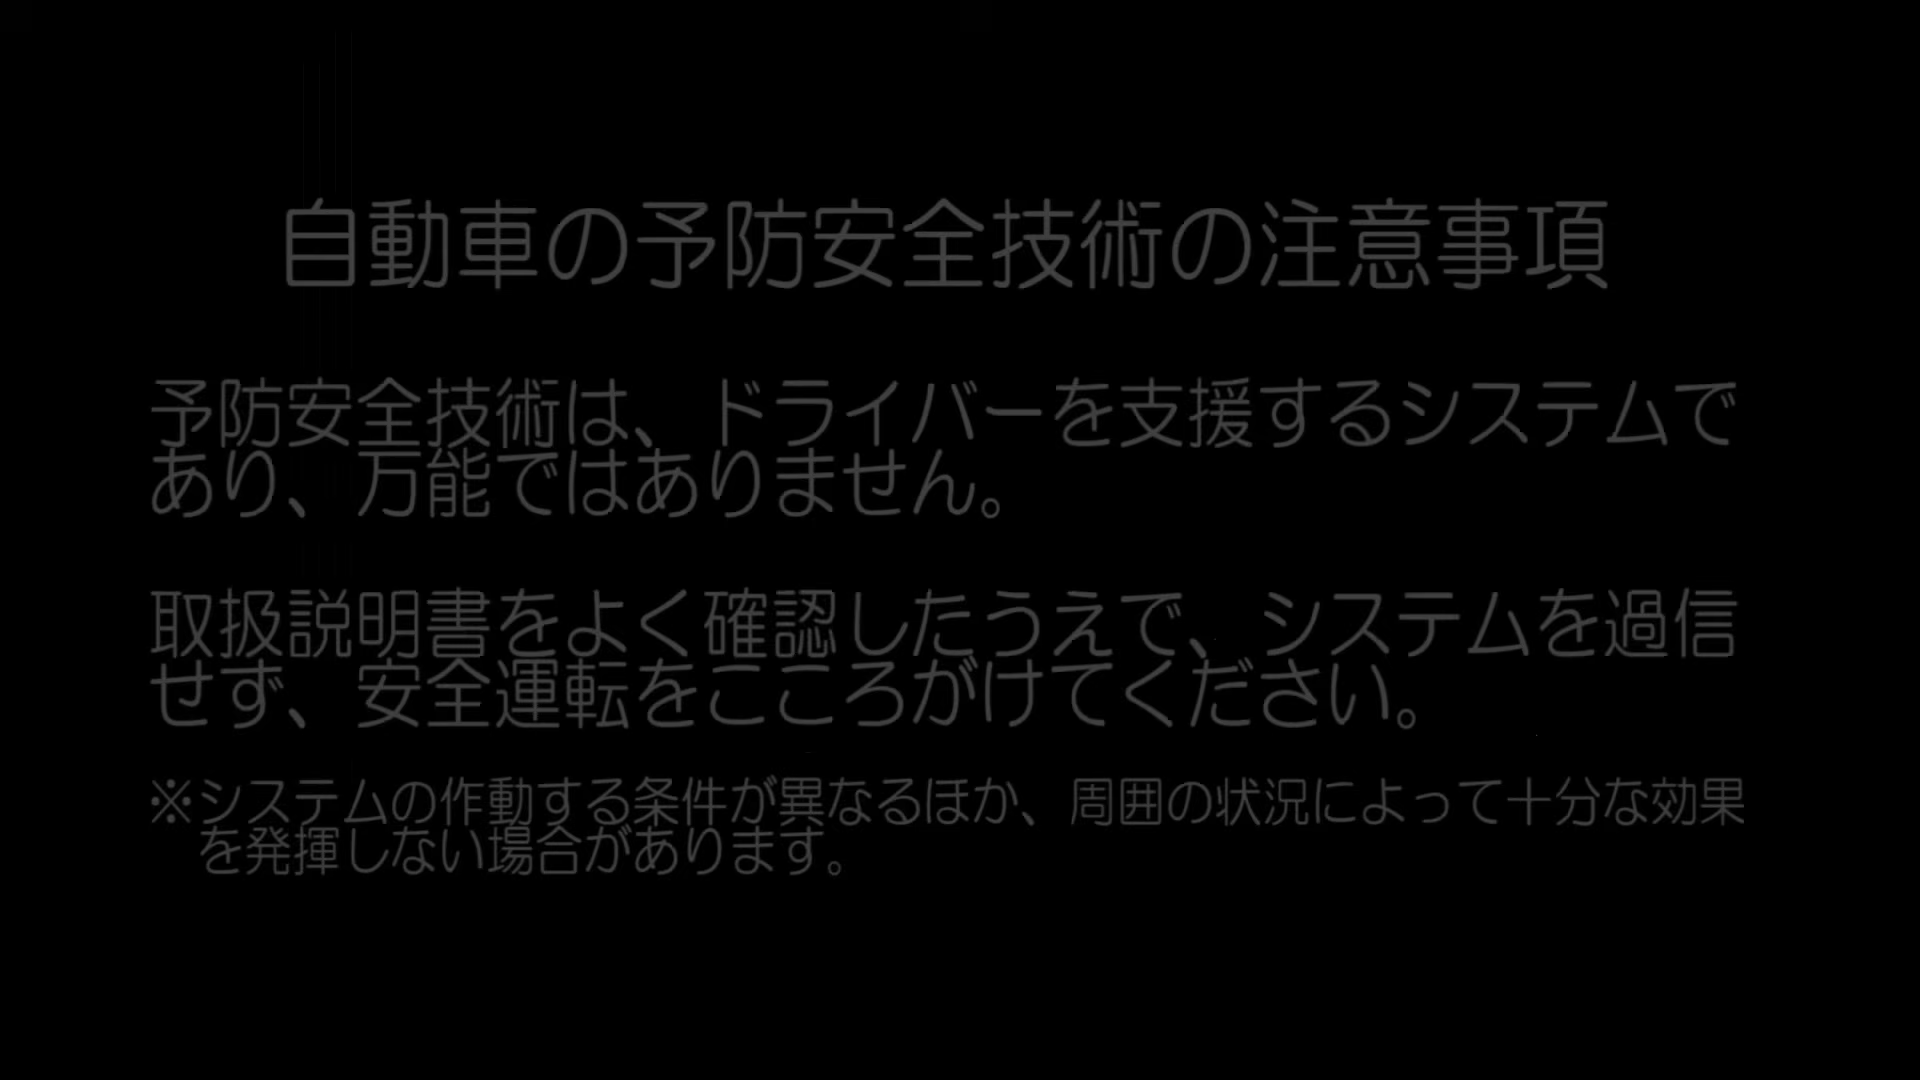 自動車の予防安全技術の注意事項
予防安全技術は、ドライバーを支援するシステムで
あり、万能ではありません。
取扱説明書をよく確認したうえで、システムを過信
せず、安全運転をこころがけてください。
※システムの作動する条件が異なるほか、周囲の状況によって十分な効果
を発揮しない場合があります。